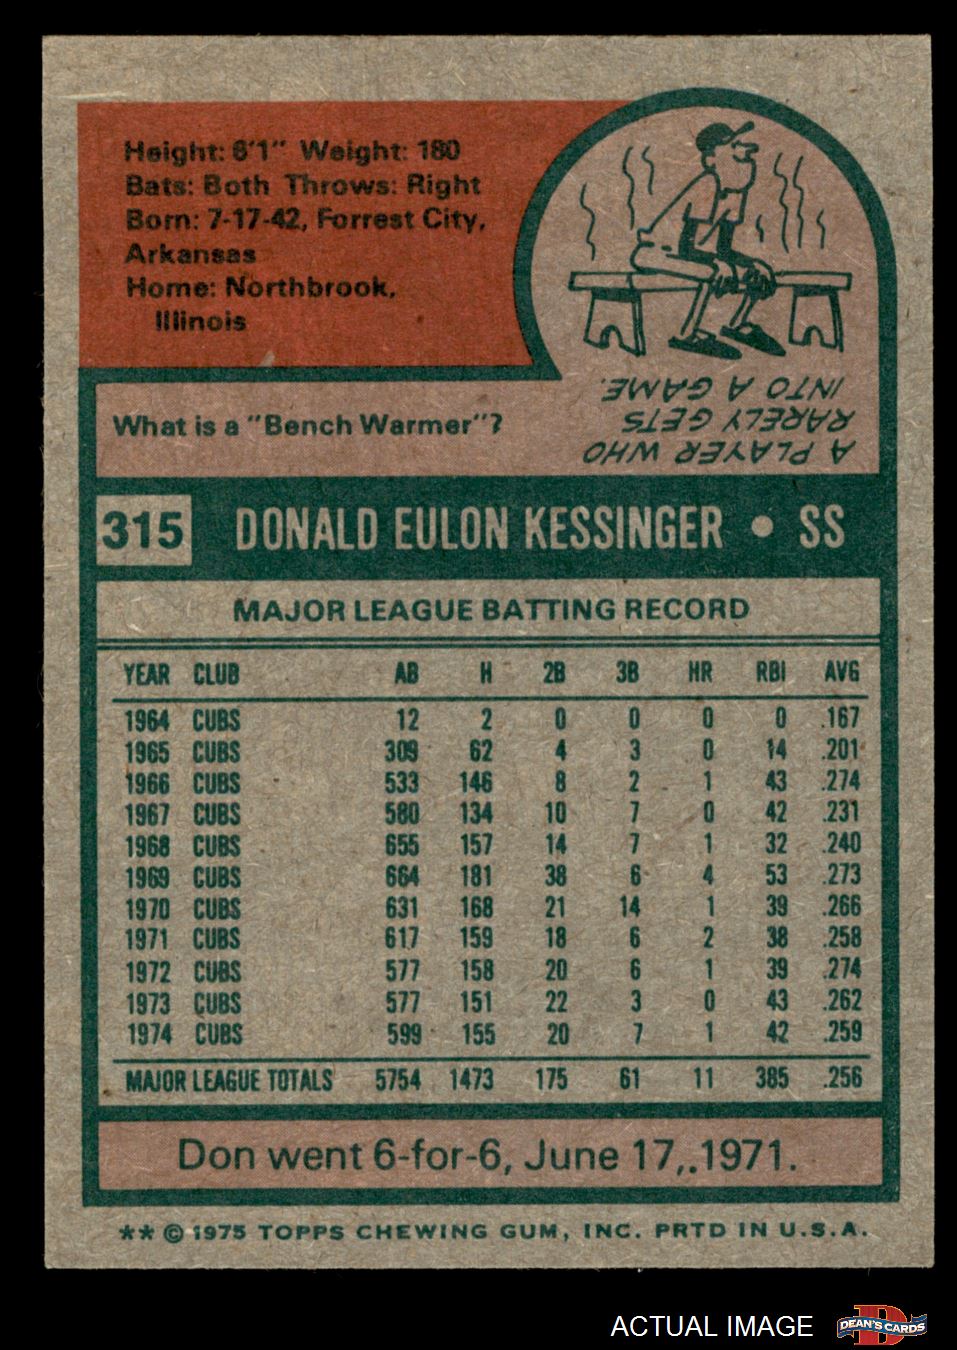 Height: 6'1" Weight: 180
Bats: Both Throws: Right
Born: 7-17-42, Forrest City,
Arkansas
Home: Northbrook,
Illinois
What is a "Bench Warmer"?
A PLAYER WHO
RARELY GETS
INTO A GAME.
315 DONALD EULON KESSINGER • SS
MAJOR LEAGUE BATTING RECORD
YEAR CLUB AB H 2B 3B HR RBI AVG
1964 CUBS 12 2 0 0 0 0 .167
1965 CUBS 309 62 4 3 0 14 .201
1966 CUBS 533 146 8 2 1 43 .274
1967 CUBS 580 134 10 7 0 42 .231
1968 CUBS 655 157 14 7 1 32 .240
1969 CUBS 664 181 38 6 4 53 .273
1970 CUBS 631 168 21 14 1 39 .266
1971 CUBS 617 159 18 6 2 38 .258
1972 CUBS 577 158 20 6 1 39 .274
1973 CUBS 577 151 22 3 0 43 .262
1974 CUBS 599 155 20 7 1 42 .259
MAJOR LEAGUE TOTALS 5754 1473 175 61 11 385 .256
Don went 6-for-6, June 17,.1971.
** © 1975 TOPPS CHEWING GUM, INC. PRTD IN U.S.A.
ACTUAL IMAGE
D
DEAN'S CARDS